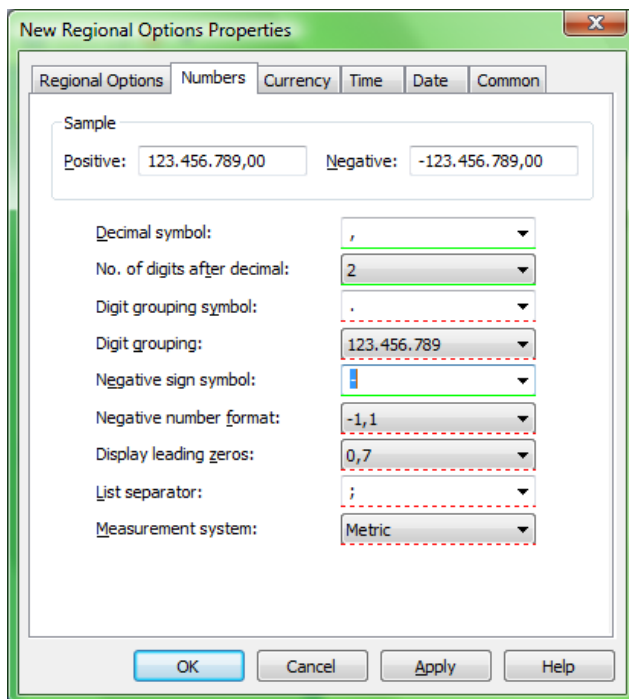 New Regional Options Properties
Regional Options Numbers Currency Time Date Common
Sample
Positive: 123.456.789,00 Negative: -123.456.789,00
Decimal symbol: ,
No. of digits after decimal: 2
Digit grouping symbol: .
Digit grouping: 123.456.789
Negative sign symbol: -
Negative number format: -1,1
Display leading zeros: 0,7
List separator: ;
Measurement system: Metric
OK Cancel Apply Help